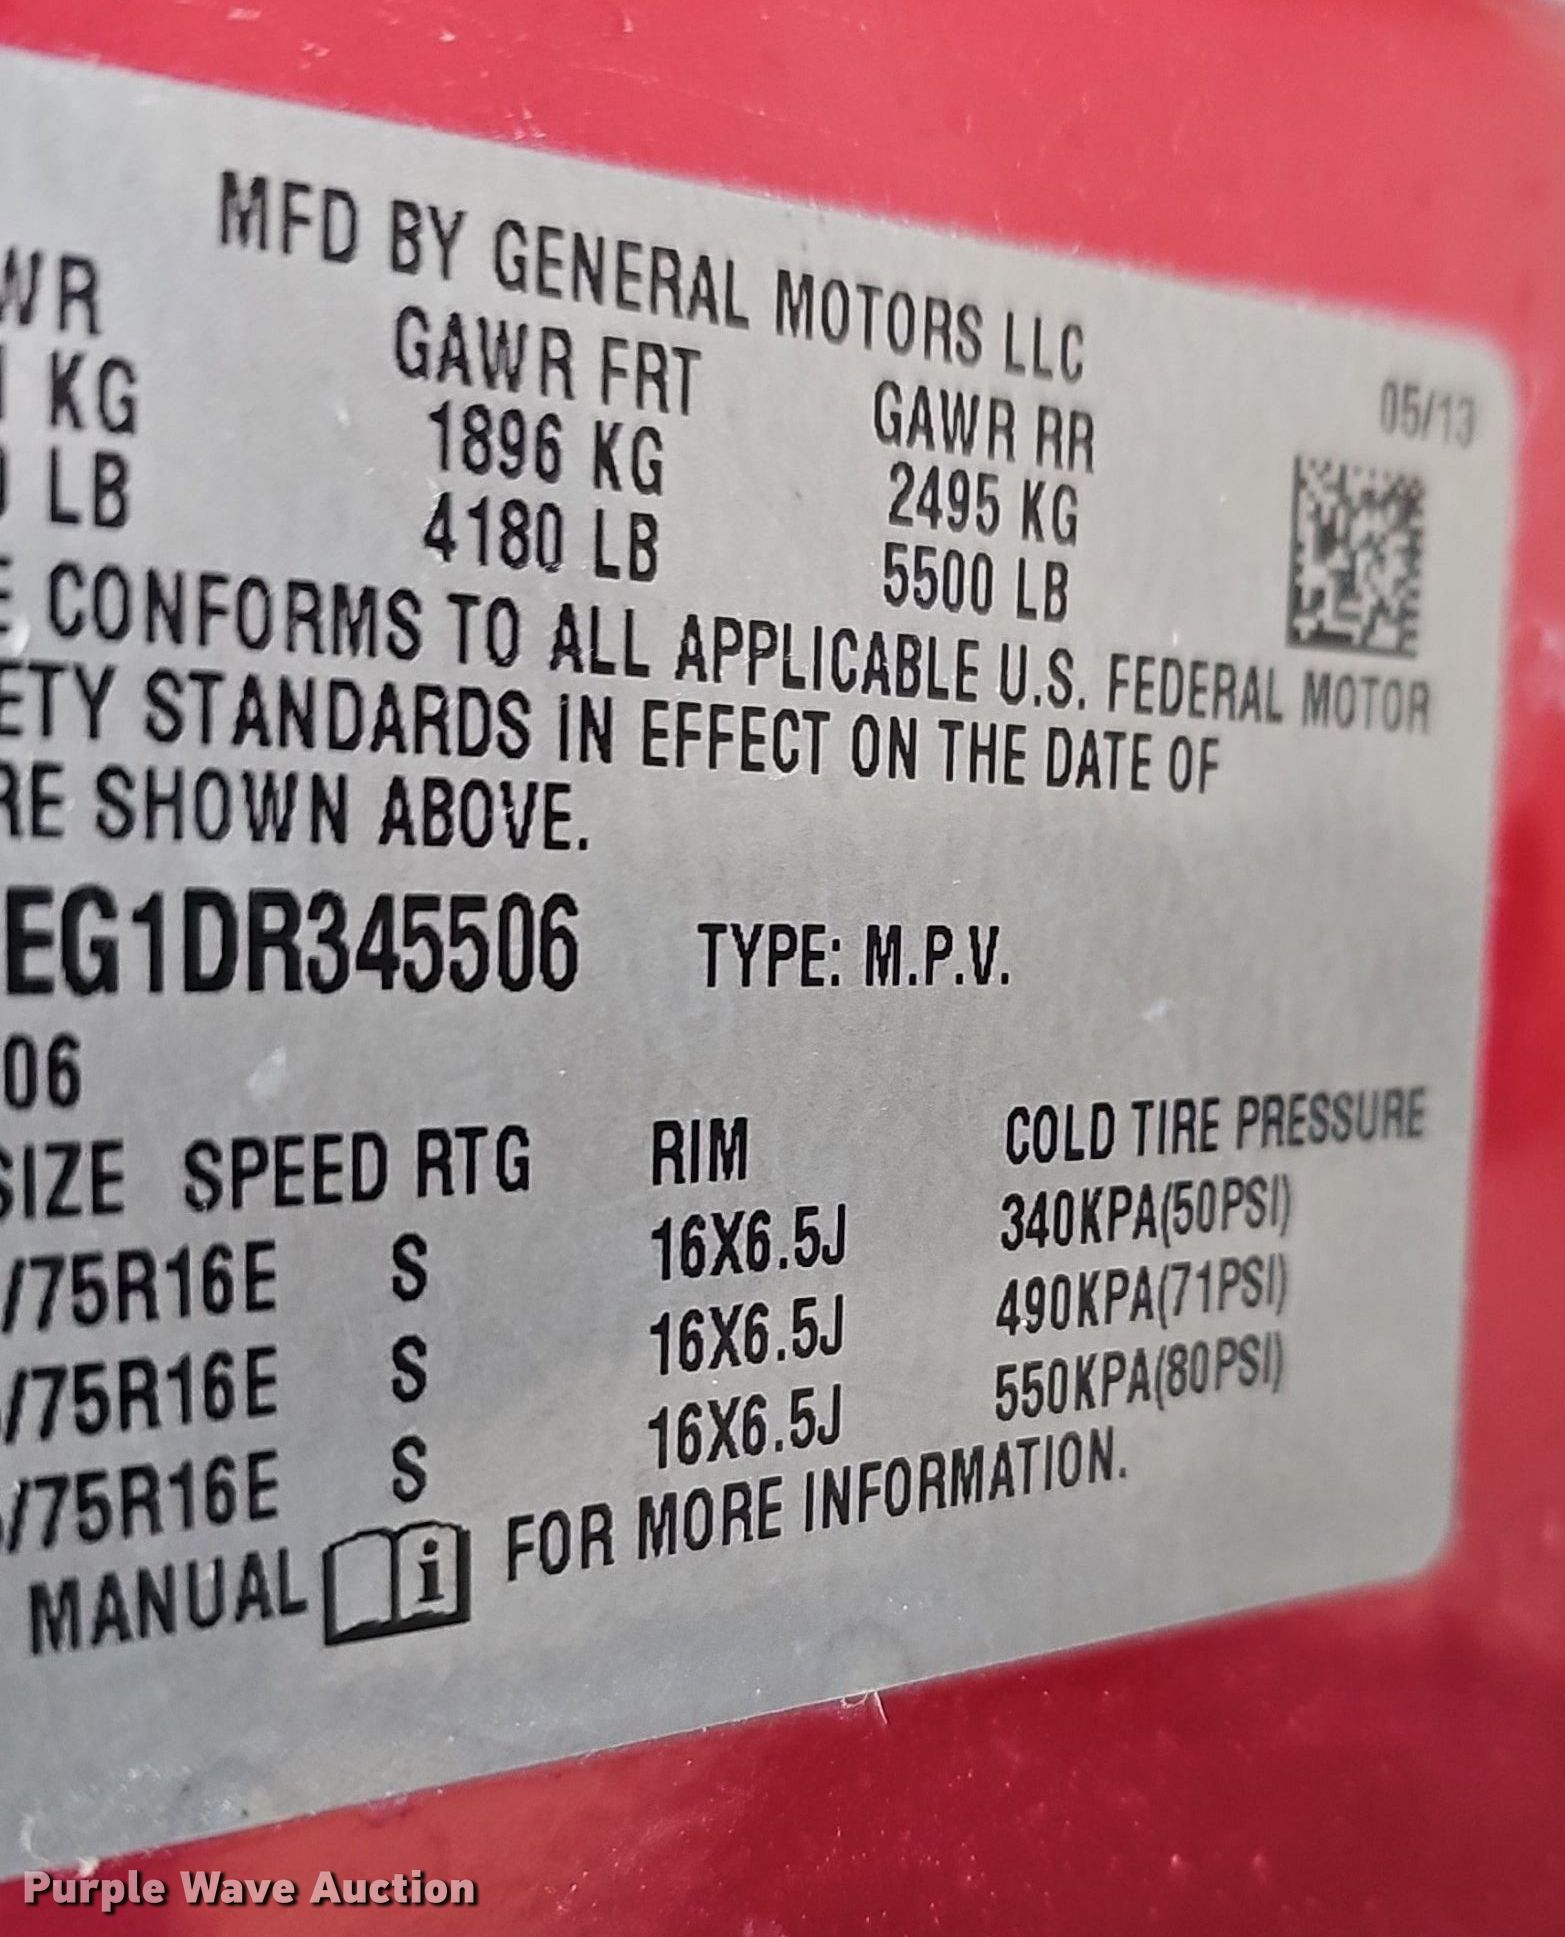 MFD BY GENERAL MOTORS LLC
WR GAWR FRT GAWR RR 05/13
KG 1896 KG 2495 KG
LB 4180 LB 5500 LB
CONFORMS TO ALL APPLICABLE U.S. FEDERAL MOTOR
ETY STANDARDS IN EFFECT ON THE DATE OF
RE SHOWN ABOVE.
EG1DR345506 TYPE: M.P.V.
06
SIZE SPEED RTG RIM COLD TIRE PRESSURE
/75R16E S 16X6.5J 340KPA(50PSI)
/75R16E S 16X6.5J 490KPA(71PSI)
/75R16E S 16X6.5J 550KPA(80PSI)
MANUAL i FOR MORE INFORMATION.
Purple Wave Auction